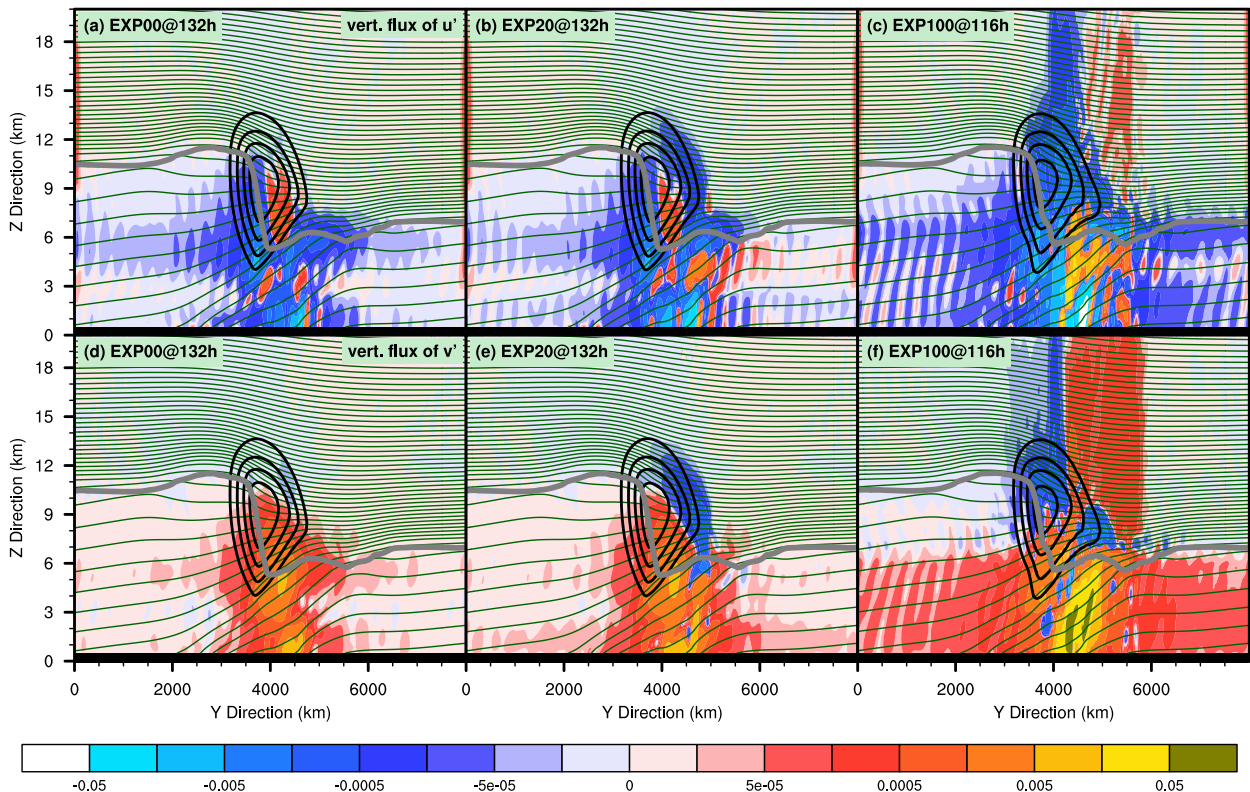 (a) EXP00@132h vert. flux of u' (b) EXP20@132h (c) EXP100@116h
18
15
12
9
6
3
0
Z Direction (km)
(d) EXP00@132h vert. flux of v' (e) EXP20@132h (f) EXP100@116h
18
15
12
9
6
3
0
Z Direction (km)
0 2000 4000 6000 0 2000 4000 6000 0 2000 4000 6000
Y Direction (km) Y Direction (km) Y Direction (km)
-0.05 -0.005 -0.0005 -5e-05 0 5e-05 0.0005 0.005 0.05